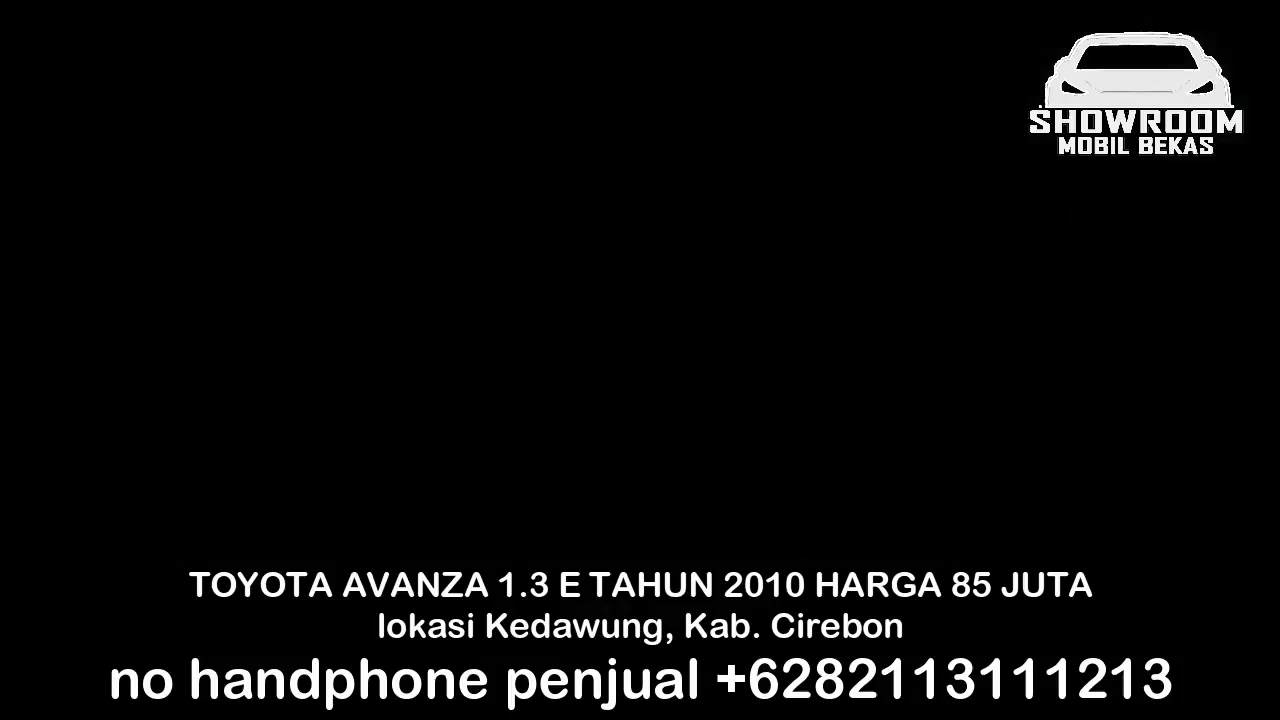 SHOWROOM
MOBIL BEKAS
TOYOTA AVANZA 1.3 E TAHUN 2010 HARGA 85 JUTA
lokasi Kedawung, Kab. Cirebon
no handphone penjual +6282113111213